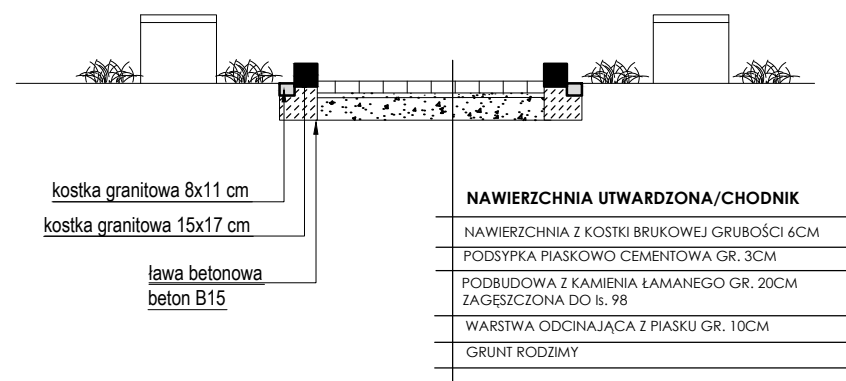 kostka granitowa 8x11 cm
kostka granitowa 15x17 cm
ława betonowa
beton B15
NAWIERZCHNIA UTWARDZONA/CHODNIK
NAWIERZCHNIA Z KOSTKI BRUKOWEJ GRUBOŚCI 6CM
PODSYPKA PIASKOWO CEMENTOWA GR. 3CM
PODBUDOWA Z KAMIENIA ŁAMANEGO GR. 20CM
ZAGĘSZCZONA DO Is. 98
WARSTWA ODCINAJĄCA Z PIASKU GR. 10CM
GRUNT RODZIMY